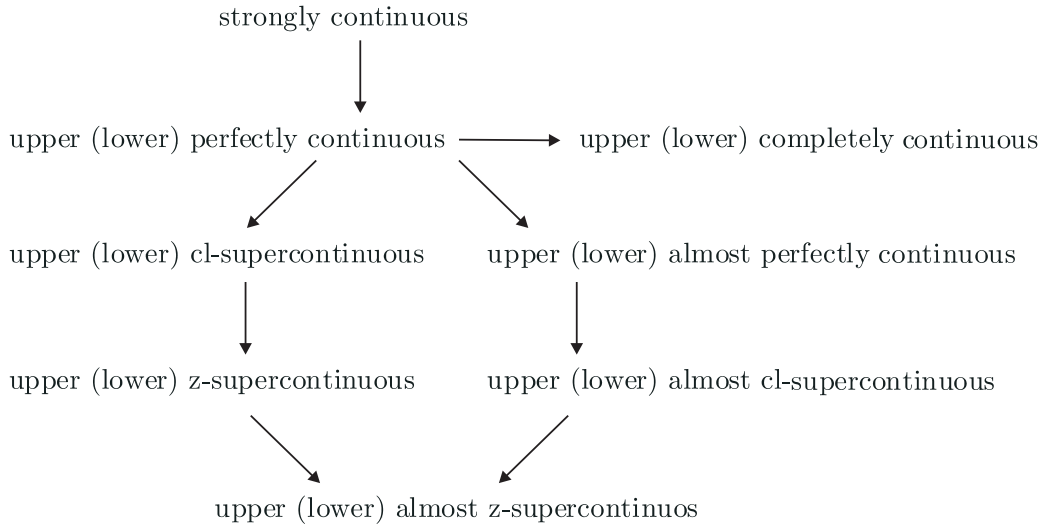 strongly continuous
upper (lower) perfectly continuous
upper (lower) completely continuous
upper (lower) cl-supercontinuous
upper (lower) almost perfectly continuous
upper (lower) z-supercontinuous
upper (lower) almost cl-supercontinuous
upper (lower) almost z-supercontinuos